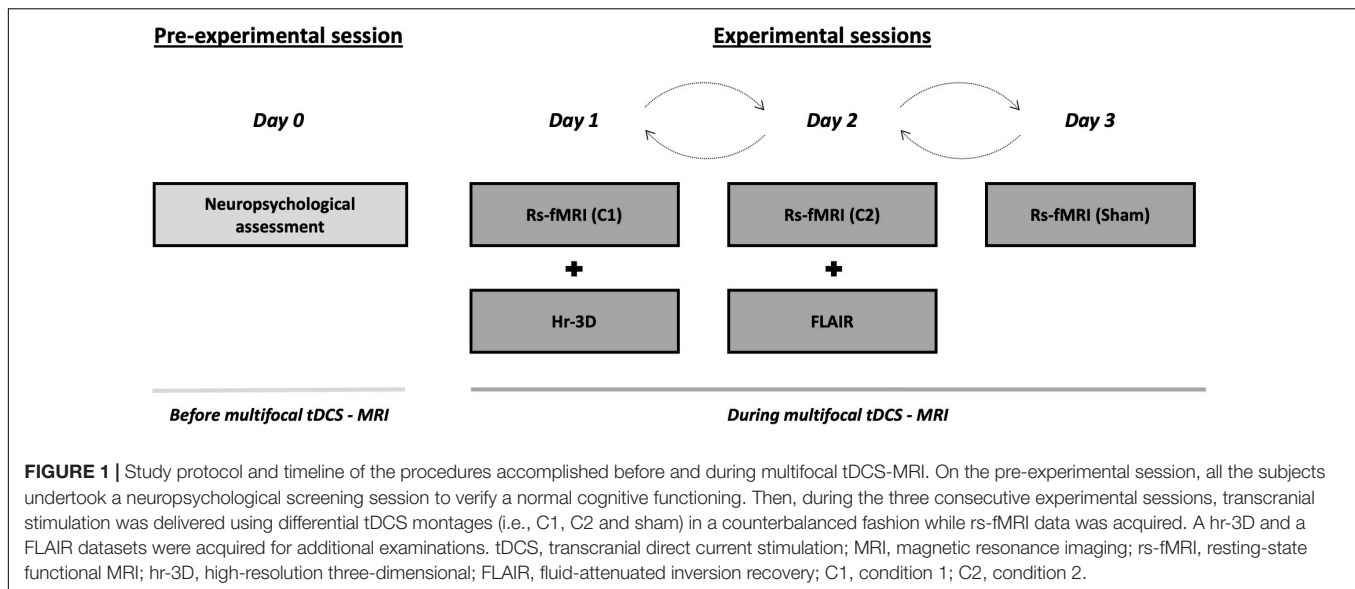 Pre-experimental session
Experimental sessions
Day 0
Day 1
Day 2
Day 3
Neuropsychological
assessment
Rs-fMRI (C1)
Rs-fMRI (C2)
Rs-fMRI (Sham)
+
+
Hr-3D
FLAIR
Before multifocal tDCS - MRI
During multifocal tDCS - MRI
FIGURE 1 | Study protocol and timeline of the procedures accomplished before and during multifocal tDCS-MRI. On the pre-experimental session, all the subjects
undertook a neuropsychological screening session to verify a normal cognitive functioning. Then, during the three consecutive experimental sessions, transcranial
stimulation was delivered using differential tDCS montages (i.e., C1, C2 and sham) in a counterbalanced fashion while rs-fMRI data was acquired. A hr-3D and a
FLAIR datasets were acquired for additional examinations. tDCS, transcranial direct current stimulation; MRI, magnetic resonance imaging; rs-fMRI, resting-state
functional MRI; hr-3D, high-resolution three-dimensional; FLAIR, fluid-attenuated inversion recovery; C1, condition 1; C2, condition 2.